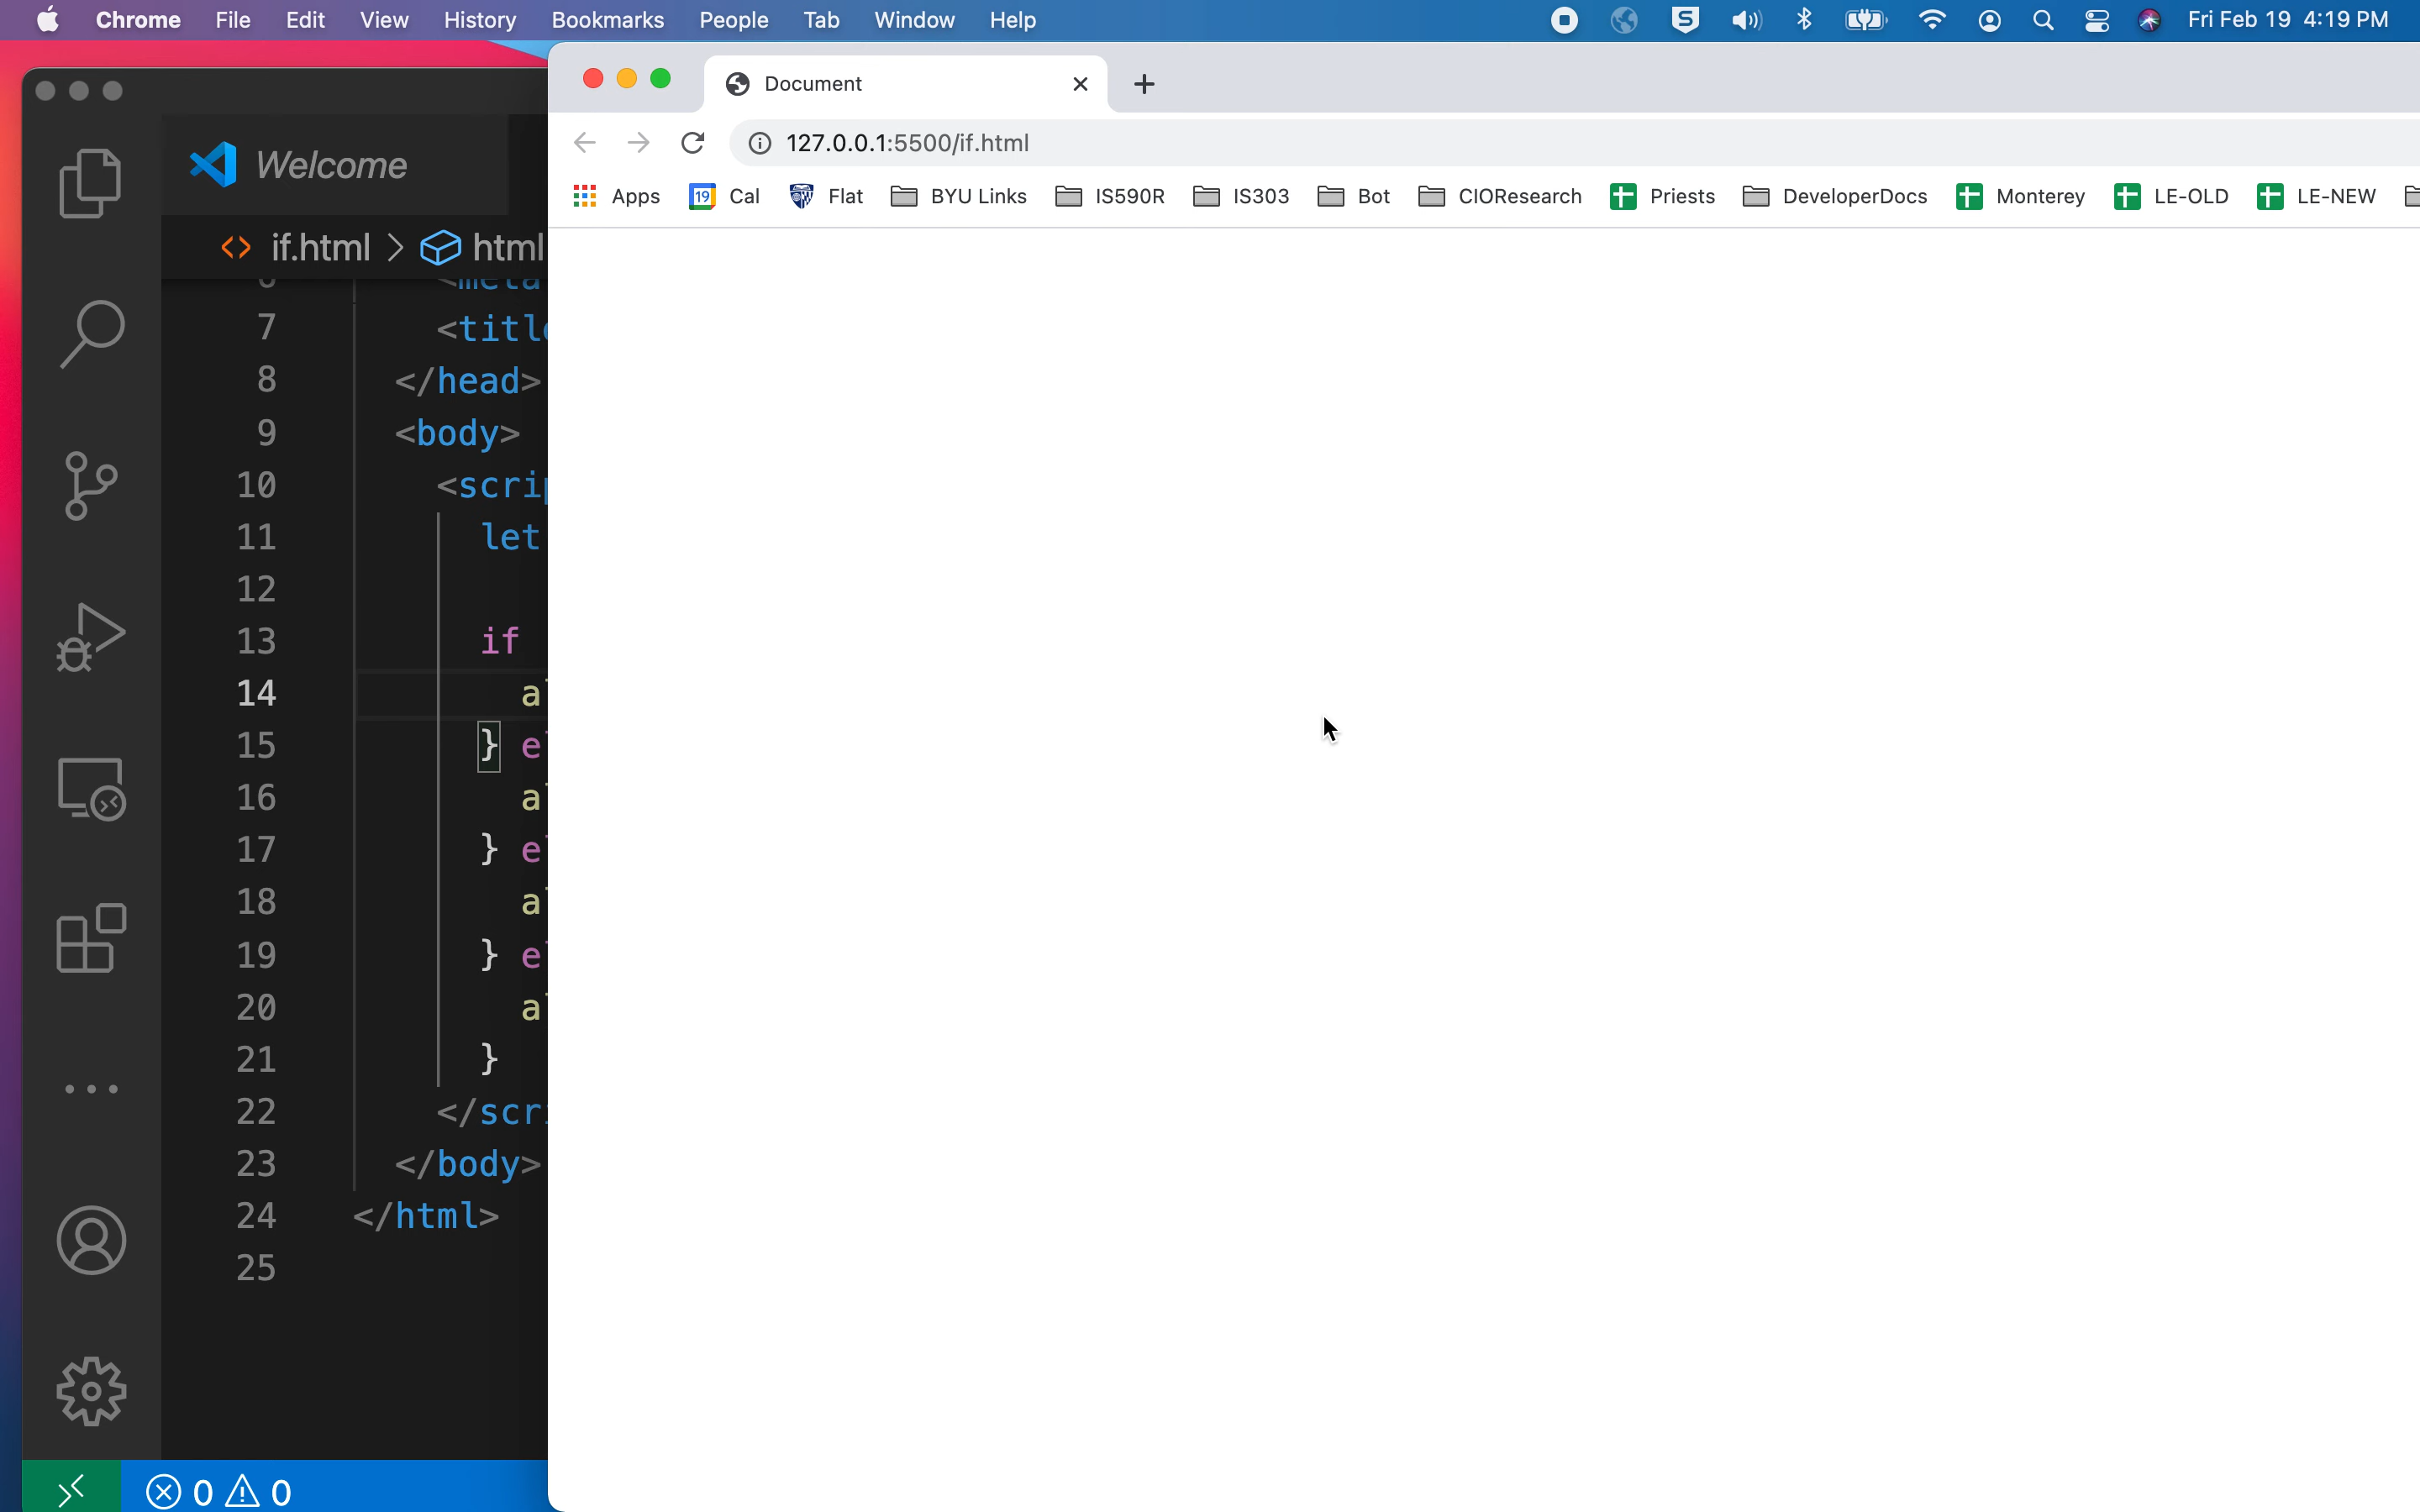 Chrome File Edit View History Bookmarks People Tab Window Help Fri Feb 19 4:19 PM
Document
127.0.0.1:5500/if.html
Apps 19 Cal Flat BYU Links IS590R IS303 Bot CIOResearch Priests DeveloperDocs Monterey LE-OLD LE-NEW
Welcome
<> if.html > html
6 <meta
7 <titl
8 </head>
9 <body>
10 <scri
11 let
12
13 if
14 a
15 } e
16 a
17 } e
18 a
19 } e
20 a
21 }
22 </scr
23 </body>
24 </html>
25
0 0